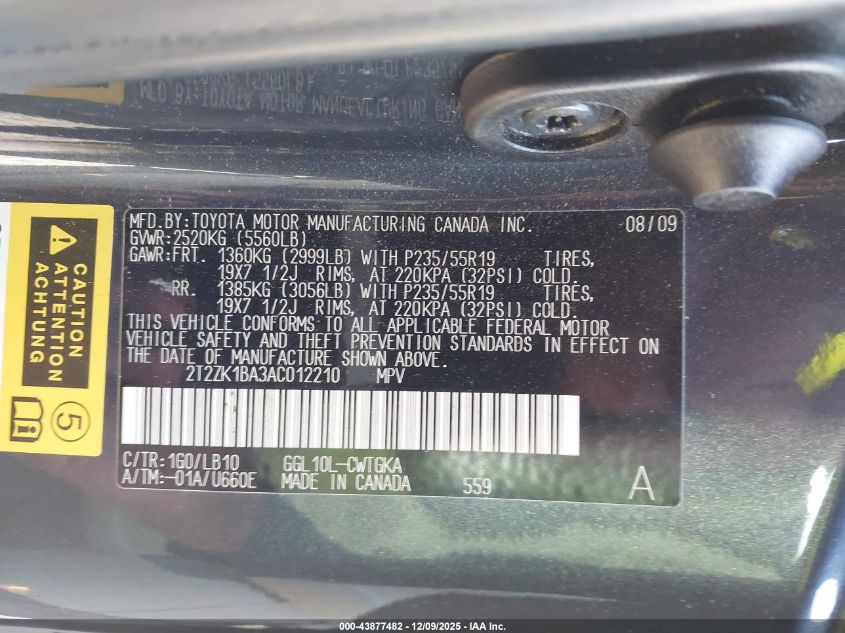 MFD.BY:TOYOTA MOTOR MANUFACTURING CANADA INC. 08/09
GVWR:2520KG (5560LB)
GAWR:FRT. 1360KG (2999LB) WITH P235/55R19 TIRES,
19X7 1/2J RIMS, AT 220KPA (32PSI) COLD.
RR. 1385KG (3056LB) WITH P235/55R19 TIRES,
19X7 1/2J RIMS, AT 220KPA (32PSI) COLD.
THIS VEHICLE CONFORMS TO ALL APPLICABLE FEDERAL MOTOR
VEHICLE SAFETY AND THEFT PREVENTION STANDARDS IN EFFECT ON
THE DATE OF MANUFACTURE SHOWN ABOVE.
2T2ZK1BA3AC012210 MPV
C/TR:1G0/LB10 GGL10L-CWTGKA
A/TM:-01A/U660E MADE IN CANADA 559 A
CAUTION
ATTENTION
ACHTUNG
5
000-43877482 - 12/09/2025 - IAA Inc.